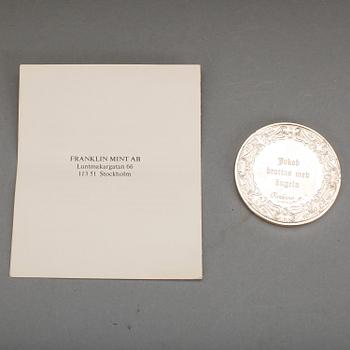 FRANKLIN MINT AB
Luntmakargatan 66
113 51 Stockholm
Jakob
brottas med
ängeln